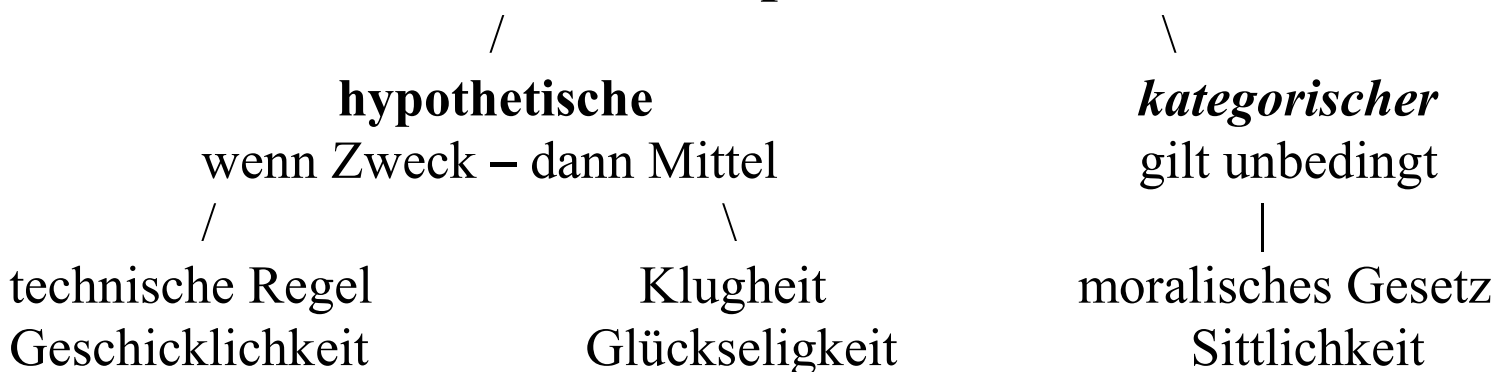 / \
hypothetische kategorischer
wenn Zweck – dann Mittel gilt unbedingt
/ \ |
technische Regel Klugheit moralisches Gesetz
Geschicklichkeit Glückseligkeit Sittlichkeit